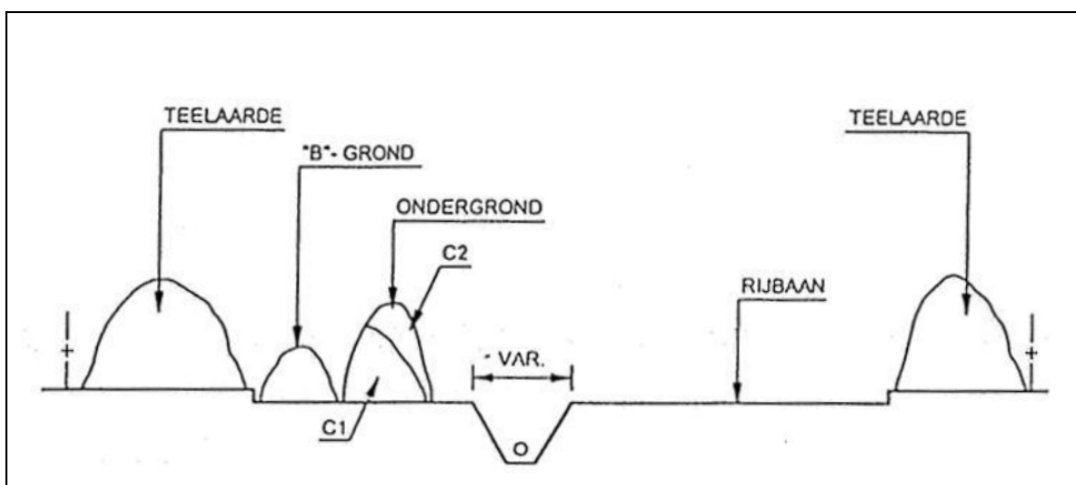 TEELAARDE
"B"- GROND
ONDERGROND
C2
C1
VAR.
RIJBAAN
TEELAARDE